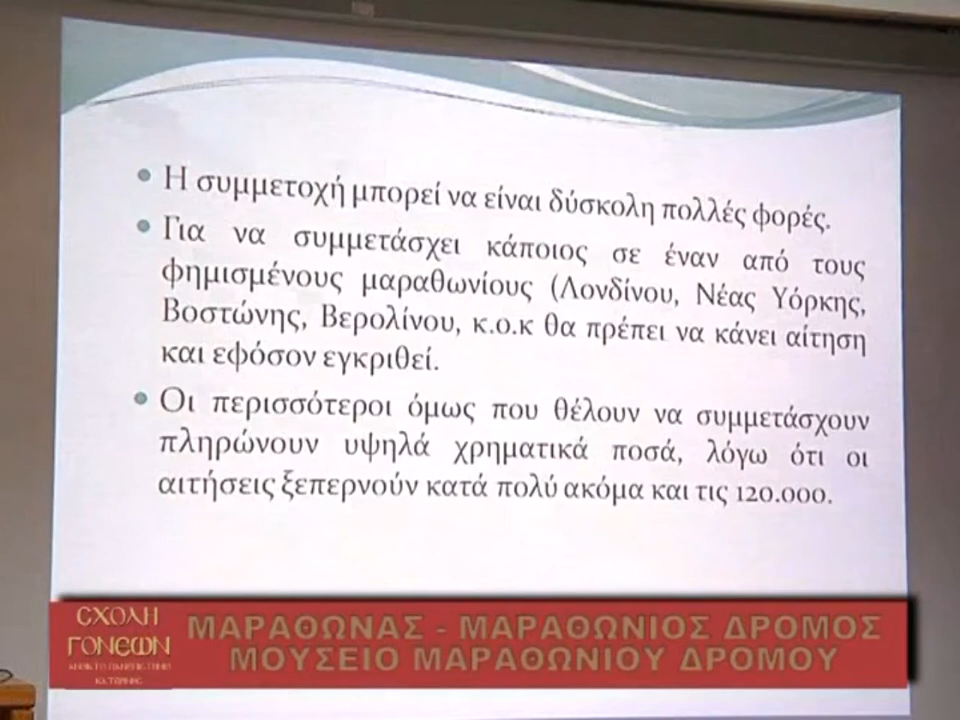 Η συμμετοχή μπορεί να είναι δύσκολη πολλές φορές.
Για να συμμετάσχει κάποιος σε έναν από τους
φημισμένους μαραθωνίους (Λονδίνου, Νέας Υόρκης,
Βοστώνης, Βερολίνου, κ.ο.κ θα πρέπει να κάνει αίτηση
και εφόσον εγκριθεί.
Οι περισσότεροι όμως που θέλουν να συμμετάσχουν
πληρώνουν υψηλά χρηματικά ποσά, λόγω ότι οι
αιτήσεις ξεπερνούν κατά πολύ ακόμα και τις 120.000.
ΣΧΟΛΗ
ΓΟΝΕΩΝ
ΑΝΟΙΚΤΟ ΠΑΝΕΠΙΣΤΗΜΙΟ
ΚΑΤΕΡΙΝΗΣ
ΜΑΡΑΘΩΝΑΣ - ΜΑΡΑΘΩΝΙΟΣ ΔΡΟΜΟΣ
ΜΟΥΣΕΙΟ ΜΑΡΑΘΩΝΙΟΥ ΔΡΟΜΟΥ